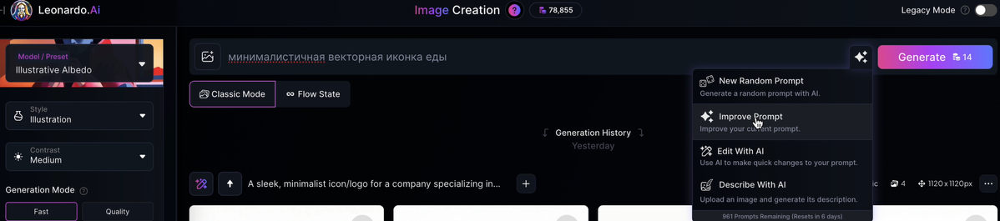 Leonardo.Ai
Image Creation
78,855
Legacy Mode
Model / Preset
Illustrative Albedo
минималистичная векторная иконка еды
Generate 14
New Random Prompt
Generate a random prompt with AI.
Classic Mode
Flow State
Style
Illustration
Improve Prompt
Improve your current prompt.
Generation History
Yesterday
Contrast
Medium
Edit With AI
Use AI to make quick changes to your prompt.
A sleek, minimalist icon/logo for a company specializing in...
Describe With AI
Upload an image and generate its description.
ic
4
1120 x 1120px
Generation Mode
Fast
Quality
961 Prompts Remaining (Resets in 6 days)